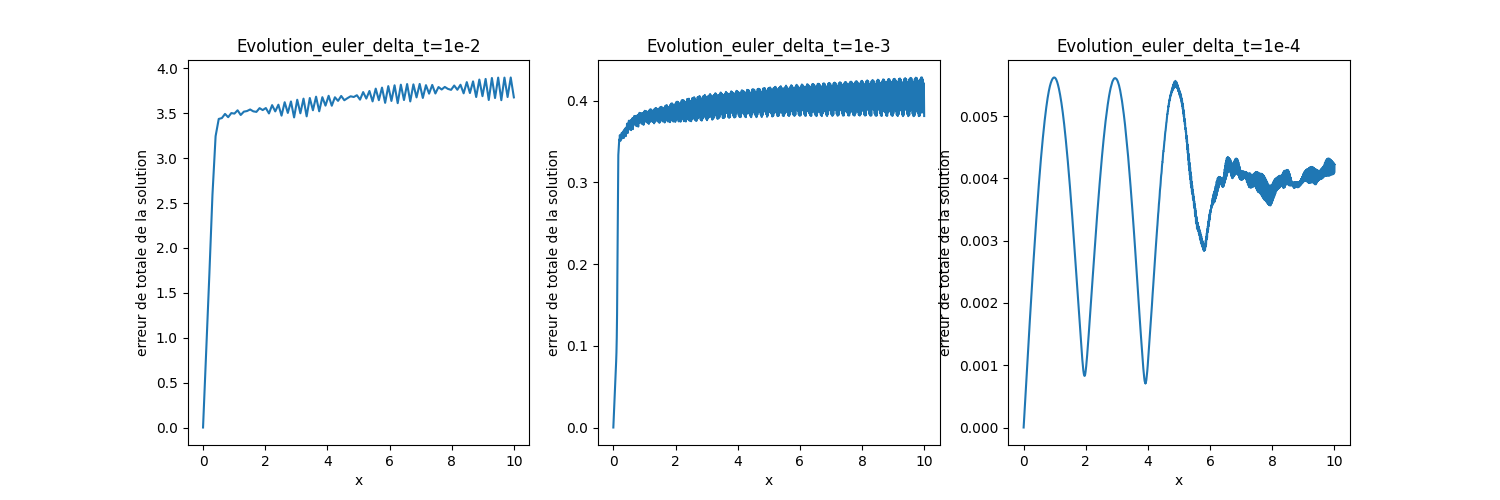 Evolution_euler_delta_t=1e-2
erreur de totale de la solution
4.0
3.5
3.0
2.5
2.0
1.5
1.0
0.5
0.0
0 2 4 6 8 10
x
Evolution_euler_delta_t=1e-3
erreur de totale de la solution
0.4
0.3
0.2
0.1
0.0
0 2 4 6 8 10
x
Evolution_euler_delta_t=1e-4
erreur de totale de la solution
0.005
0.004
0.003
0.002
0.001
0.000
0 2 4 6 8 10
x